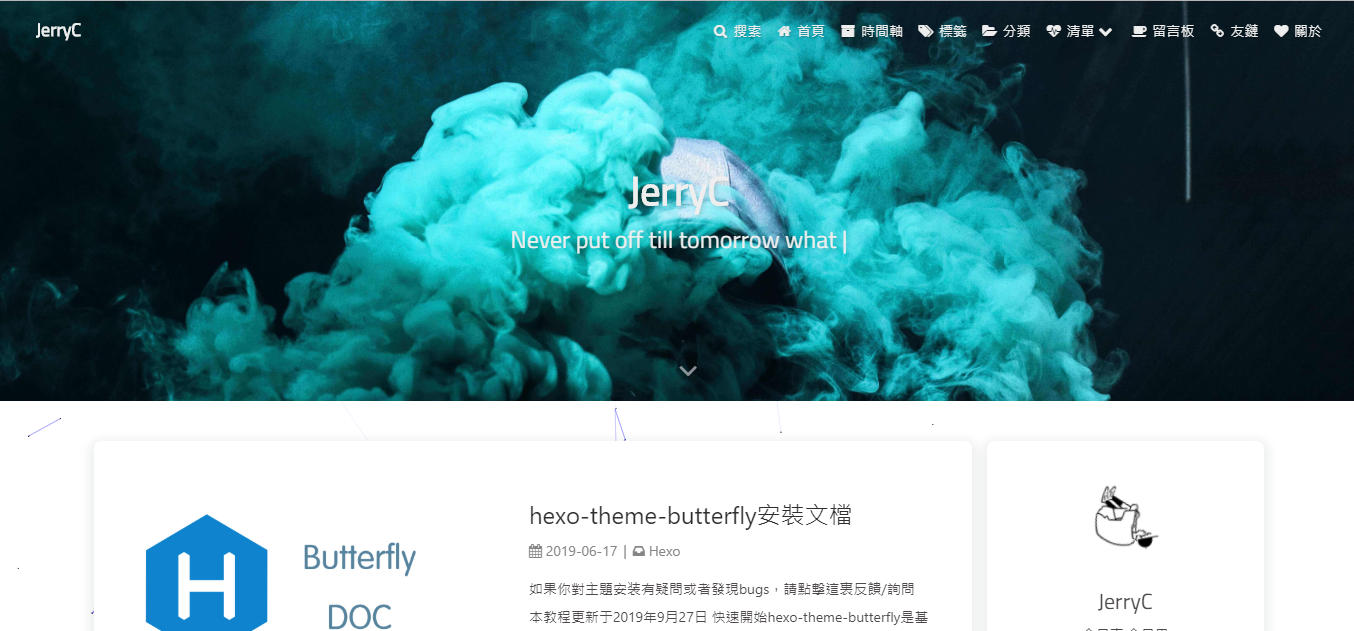 JerryC
搜索 首頁 時間軸 標籤 分類 清單 留言板 友鏈 關於
JerryC
Never put off till tomorrow what |
hexo-theme-butterfly安裝文檔
2019-06-17 | Hexo
如果你對主題安装有疑問或者發現bugs，請點擊這裏反饋/詢問
本教程更新于2019年9月27日 快速開始hexo-theme-butterfly是基
Butterfly
DOC
JerryC